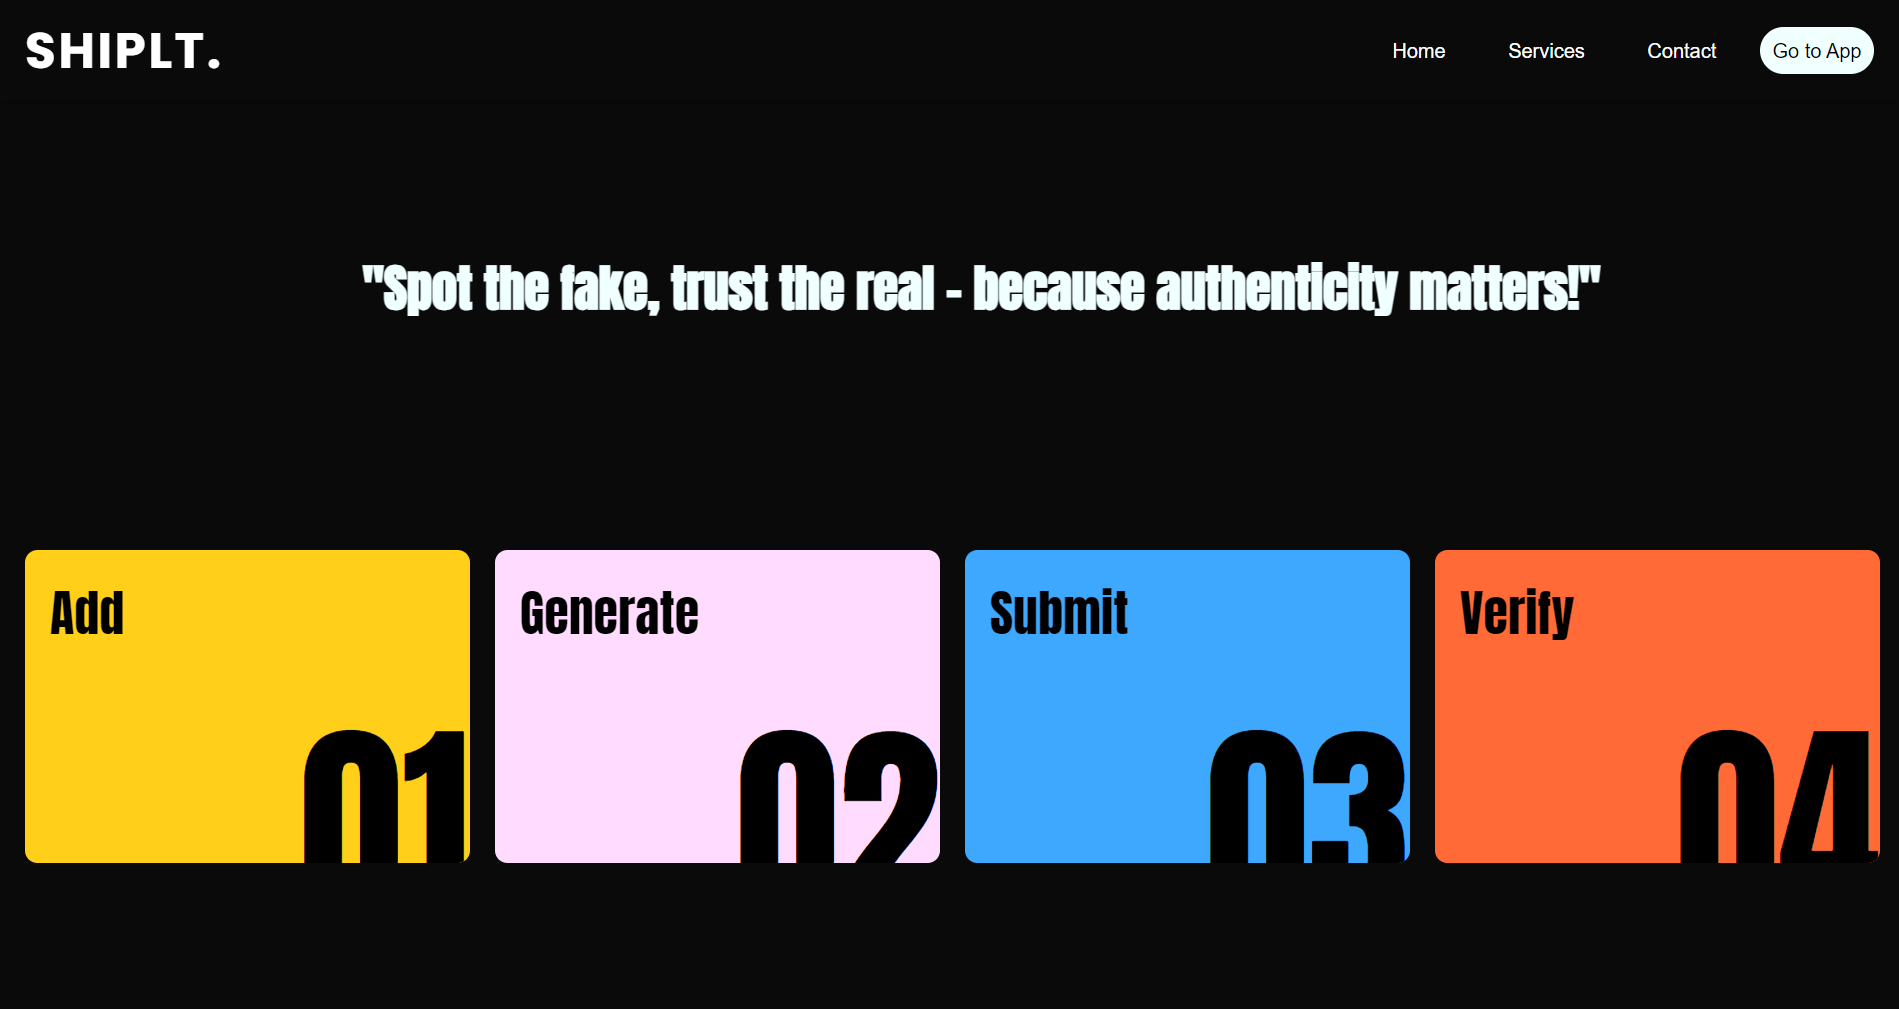 SHIPLT.
Home Services Contact Go to App
"Spot the fake, trust the real - because authenticity matters!"
Add
01
Generate
02
Submit
03
Verify
04